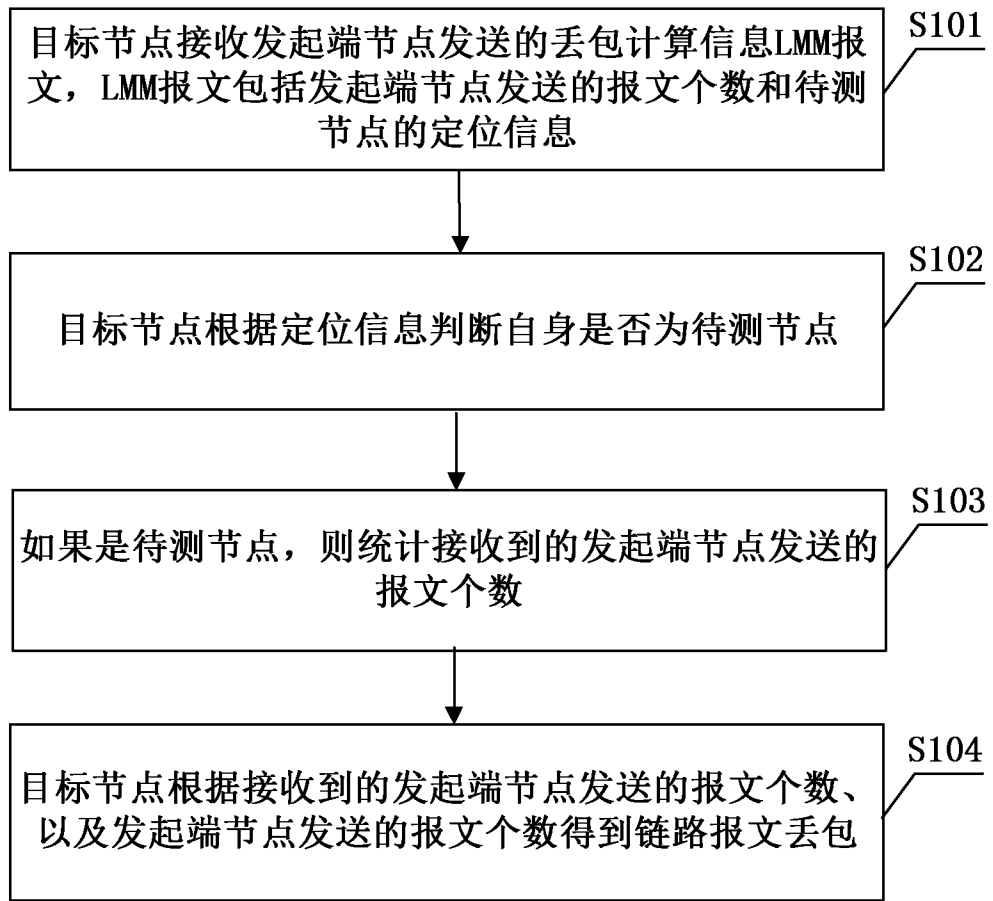 S101
目标节点接收发起端节点发送的丢包计算信息LMM报
文，LMM报文包括发起端节点发送的报文个数和待测
节点的定位信息
S102
目标节点根据定位信息判断自身是否为待测节点
S103
如果是待测节点，则统计接收到的发起端节点发送的
报文个数
S104
目标节点根据接收到的发起端节点发送的报文个数、
以及发起端节点发送的报文个数得到链路报文丢包